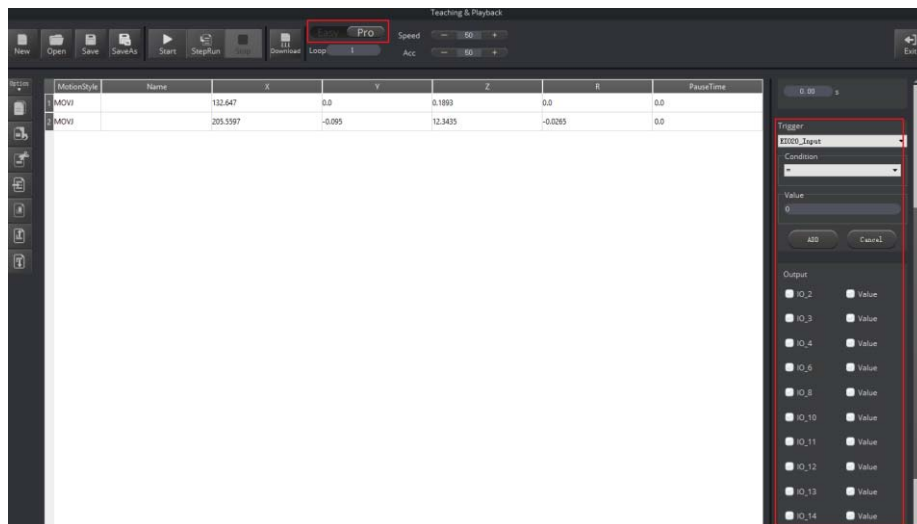 Teaching & Playback
Easy Pro Speed — 50 +
New Open Save SaveAs Start StepRun Stop Download Loop 1 Acc — 50 + Exit
Option MotionStyle Name X Y Z R PauseTime
1 MOVJ 132.647 0.0 0.1893 0.0 0.0
2 MOVJ 205.5597 -0.095 12.3435 -0.0265 0.0
0.00 s
Trigger
EIO20_Input
Condition
=
Value
0
ADD Cancel
Output
IO_2 Value
IO_3 Value
IO_4 Value
IO_6 Value
IO_8 Value
IO_10 Value
IO_11 Value
IO_12 Value
IO_13 Value
IO_14 Value